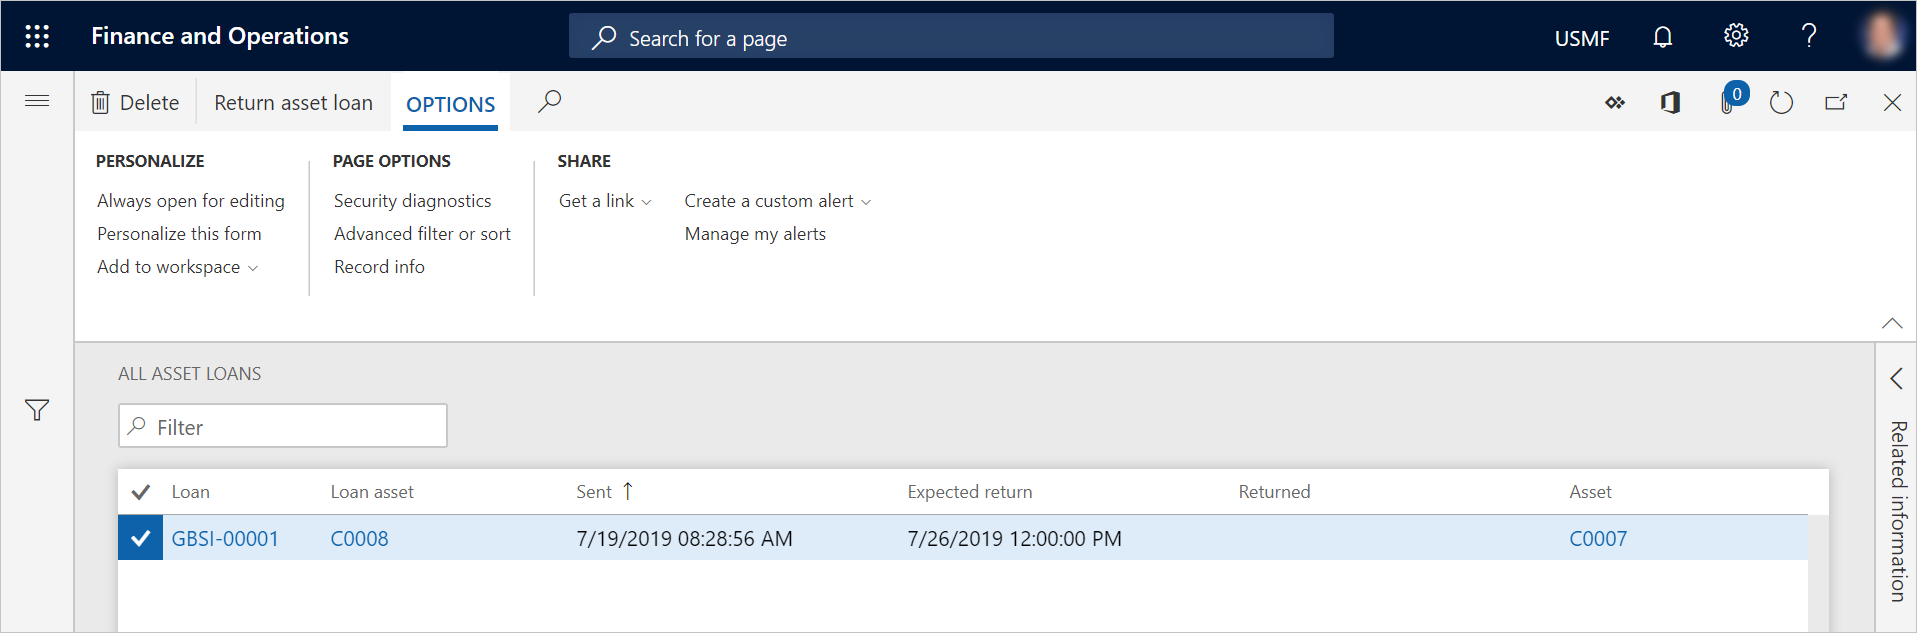 Finance and Operations
Search for a page
USMF
?
Delete
Return asset loan
OPTIONS
0
PERSONALIZE
Always open for editing
Personalize this form
Add to workspace
PAGE OPTIONS
Security diagnostics
Advanced filter or sort
Record info
SHARE
Get a link
Create a custom alert
Manage my alerts
ALL ASSET LOANS
Filter
Loan Loan asset Sent ↑ Expected return Returned Asset
GBSI-00001 C0008 7/19/2019 08:28:56 AM 7/26/2019 12:00:00 PM C0007
Related information